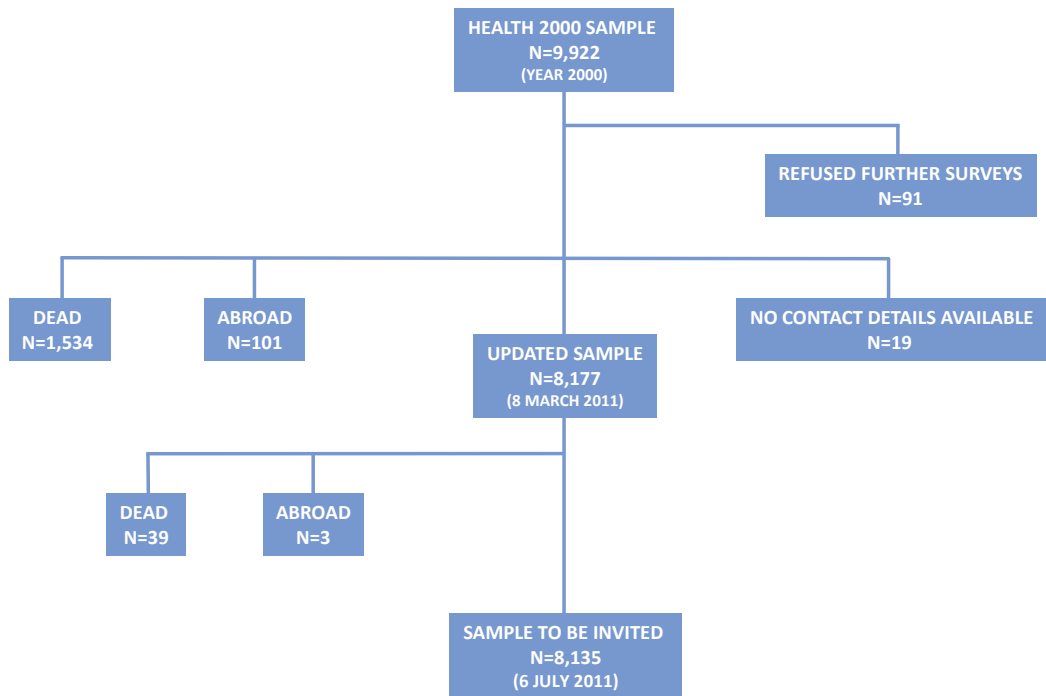 HEALTH 2000 SAMPLE
N=9,922
(YEAR 2000)
REFUSED FURTHER SURVEYS
N=91
DEAD
N=1,534
ABROAD
N=101
NO CONTACT DETAILS AVAILABLE
N=19
UPDATED SAMPLE
N=8,177
(8 MARCH 2011)
DEAD
N=39
ABROAD
N=3
SAMPLE TO BE INVITED
N=8,135
(6 JULY 2011)